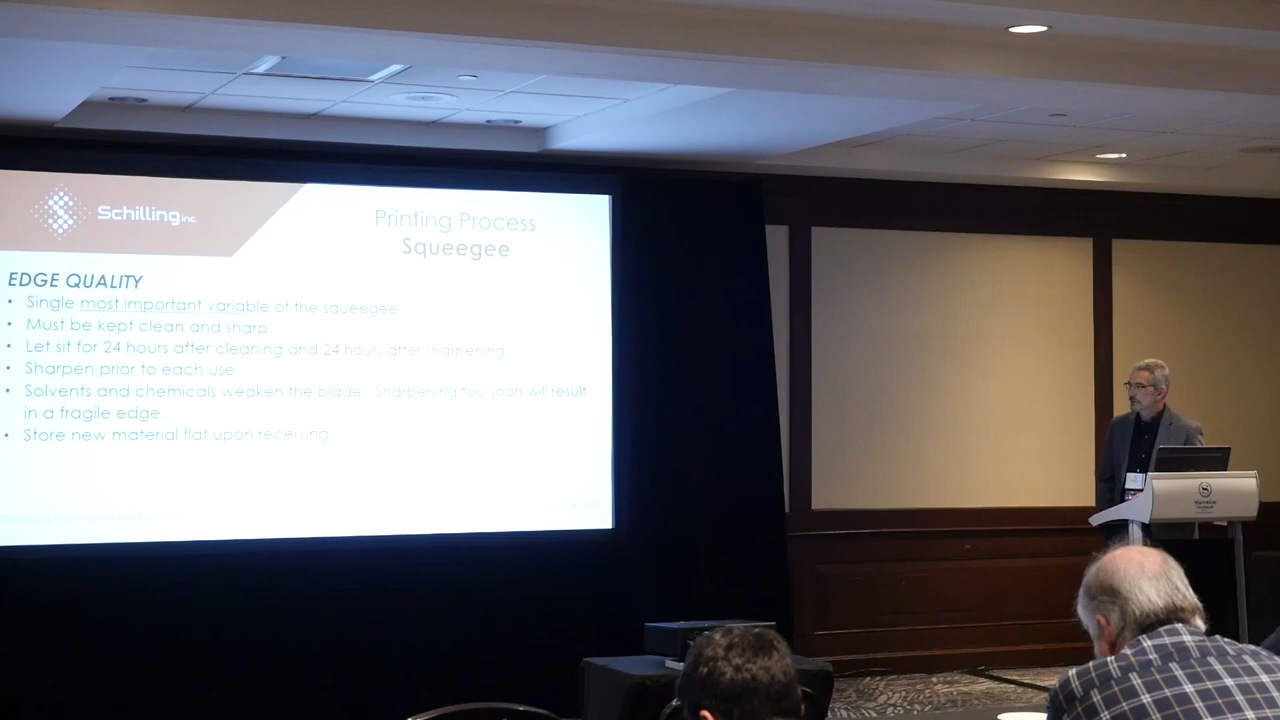 Schilling inc.
Printing Process
Squeegee
EDGE QUALITY
• Single most important variable of the squeegee
• Must be kept clean and sharp
• Let sit for 24 hours after cleaning and 24 hours after sharpening
• Sharpen prior to each use
• Solvents and chemicals weaken the blade. Sharpening too soon will result
in a fragile edge.
• Store new material flat upon receiving